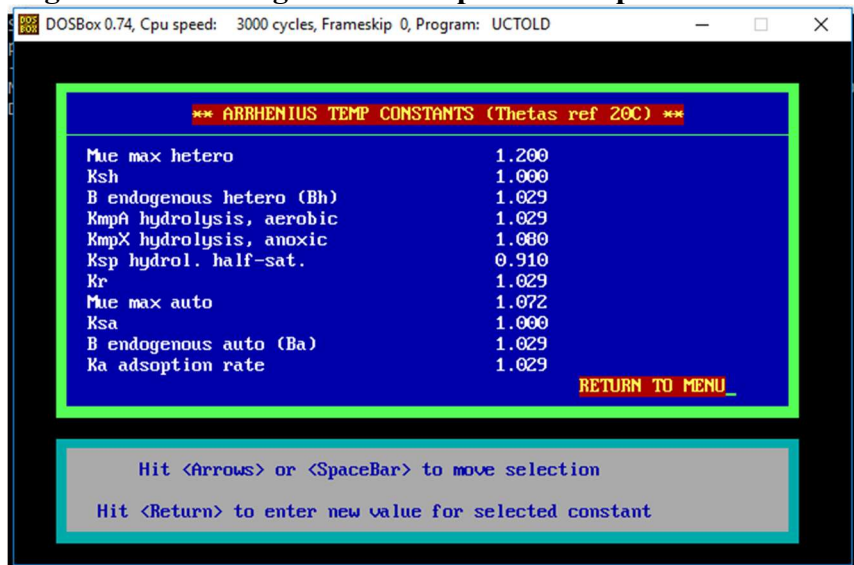 DOSBox 0.74, Cpu speed: 3000 cycles, Frameskip 0, Program: UCTOLD
** ARRHENIUS TEMP CONSTANTS (Thetas ref 20C) **
Mue max hetero 1.200
Ksh 1.000
B endogenous hetero (Bh) 1.029
KmpA hydrolysis, aerobic 1.029
KmpX hydrolysis, anoxic 1.080
Ksp hydrol. half-sat. 0.910
Kr 1.029
Mue max auto 1.072
Ksa 1.000
B endogenous auto (Ba) 1.029
Ka adsoption rate 1.029
RETURN TO MENU_
Hit <Arrows> or <SpaceBar> to move selection
Hit <Return> to enter new value for selected constant